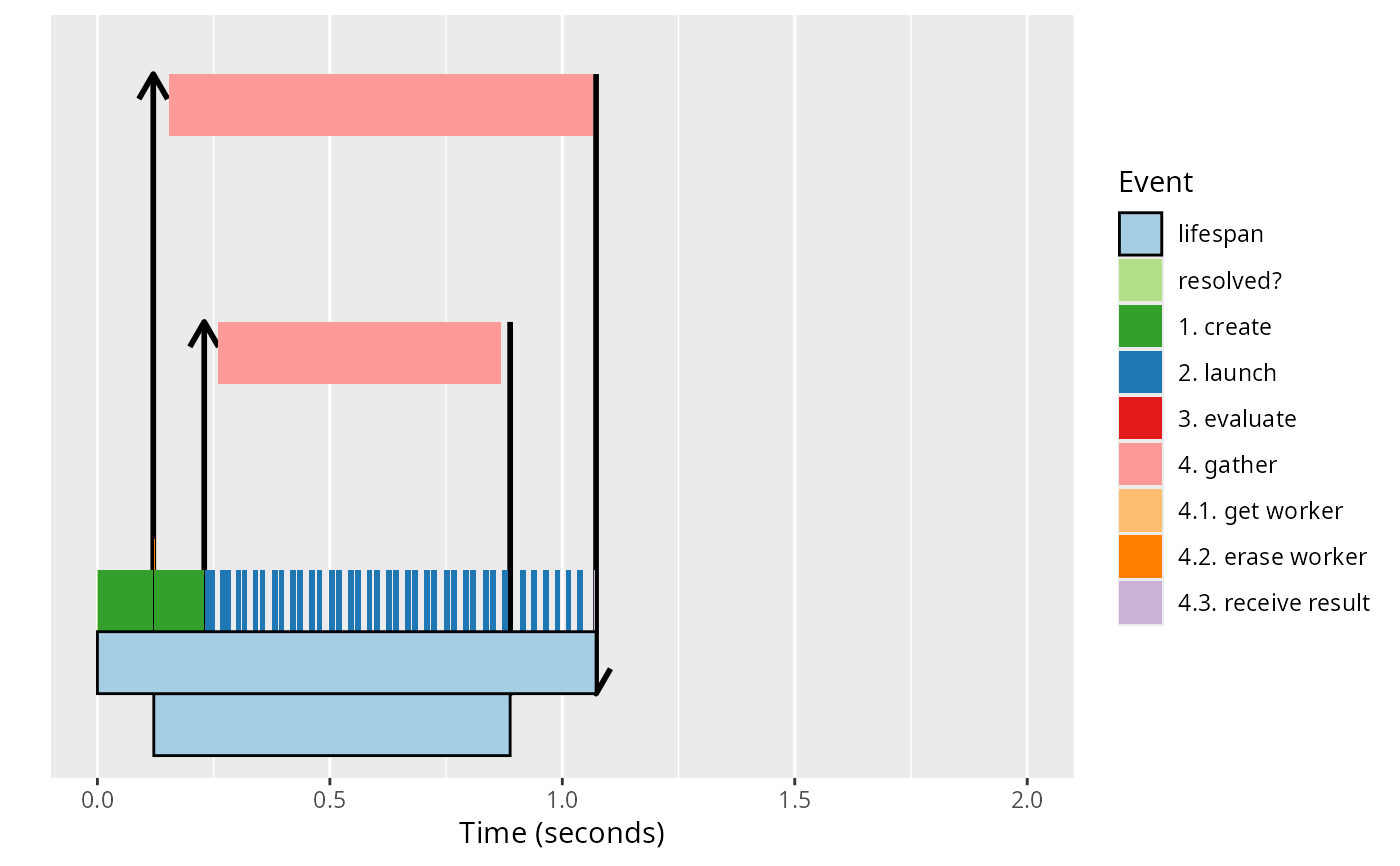 Event
lifespan
resolved?
1. create
2. launch
3. evaluate
4. gather
4.1. get worker
4.2. erase worker
4.3. receive result
0.0 0.5 1.0 1.5 2.0
Time (seconds)